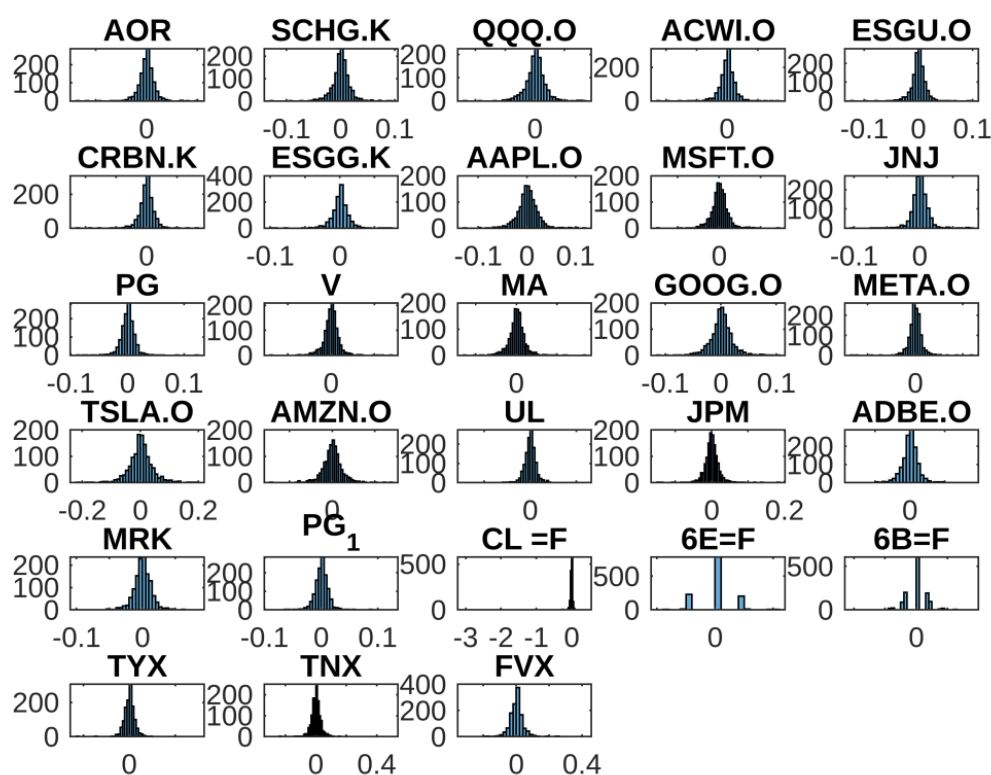 AOR SCHG.K QQQ.O ACWI.O ESGU.O
200 100 0 200 100 0 200 100 0 200 0 200 100 0
0 -0.1 0 0.1 0 0 -0.1 0 0.1
CRBN.K ESGG.K AAPL.O MSFT.O JNJ
200 0 400 200 0 200 100 0 200 100 0 200 100 0
0 -0.1 0 -0.1 0 0.1 0 -0.1 0
PG V MA GOOG.O META.O
200 100 0 200 100 0 200 100 0 200 100 0 200 100 0
-0.1 0 0.1 0 0 -0.1 0 0.1 0
TSLA.O AMZN.O UL JPM ADBE.O
200 100 0 200 100 0 200 100 0 200 100 0 200 100 0
-0.2 0 0.2 0 0 0 0.2 0
MRK PG1 CL =F 6E=F 6B=F
200 100 0 200 100 0 500 0 500 0 500 0
-0.1 0 -0.1 0 0.1 -3 -2 -1 0 0 0
TYX TNX FVX
200 0 200 100 0 400 200 0
0 0 0.4 0 0.4